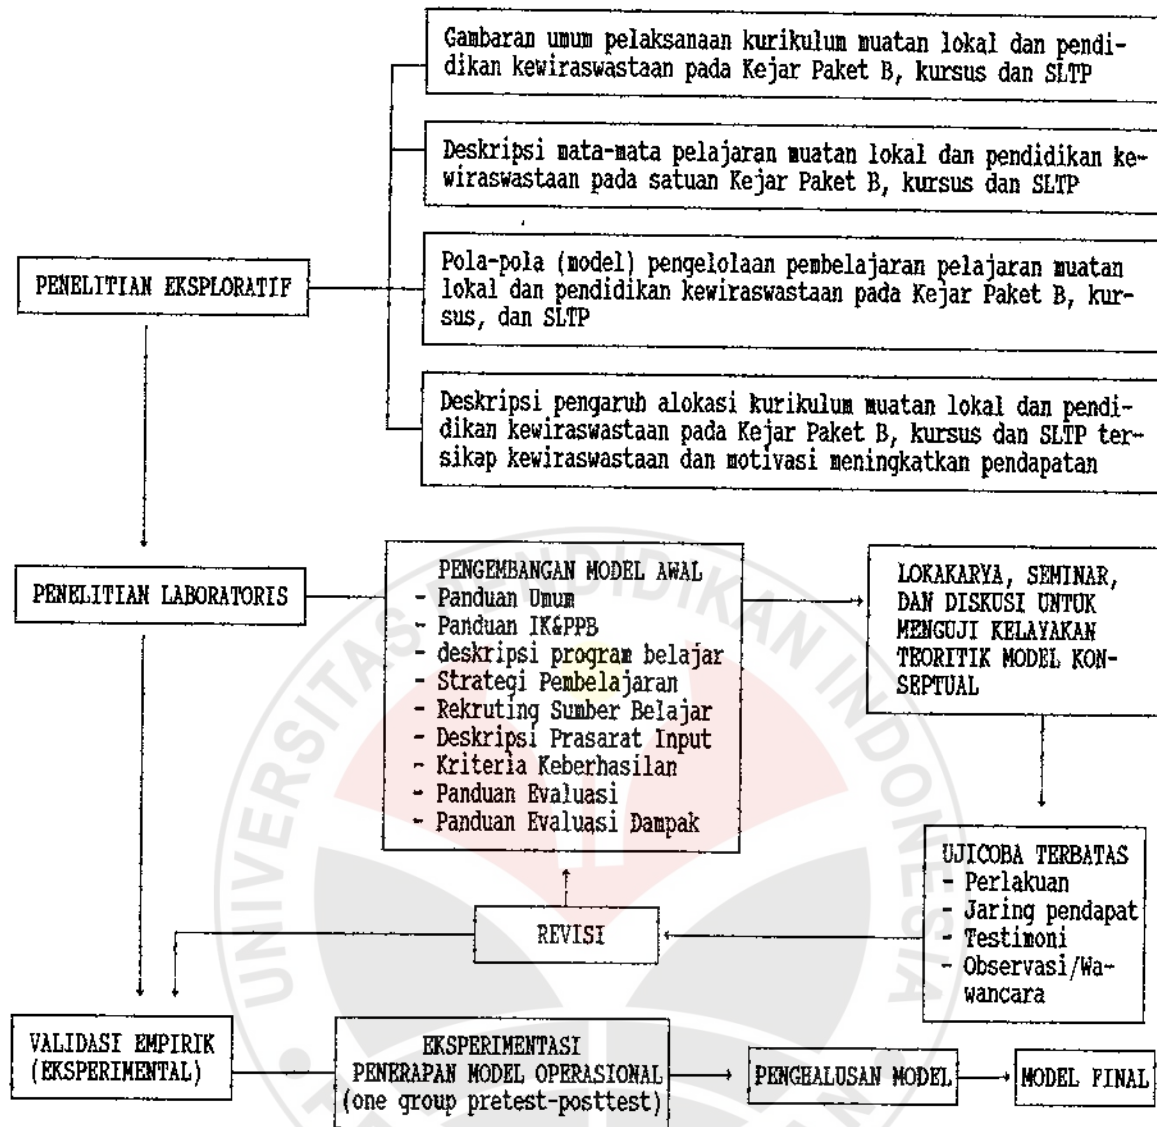 Gambaran umum pelaksanaan kurikulum muatan lokal dan pendi-
dikan kewiraswastaan pada Kejar Paket B, kursus dan SLTP
Deskripsi mata-mata pelajaran muatan lokal dan pendidikan ke-
wiraswastaan pada satuan Kejar Paket B, kursus dan SLTP
PENELITIAN EKSPLORATIF
Pola-pola (model) pengelolaan pembelajaran pelajaran muatan
lokal dan pendidikan kewiraswastaan pada Kejar Paket B, kur-
sus, dan SLTP
Deskripsi pengaruh alokasi kurikulum muatan lokal dan pendi-
dikan kewiraswastaan pada Kejar Paket B, kursus dan SLTP ter-
sikap kewiraswastaan dan motivasi meningkatkan pendapatan
PENELITIAN LABORATORIS
PENGEMBANGAN MODEL AWAL
- Panduan Umum
- Panduan IK&PPB
- deskripsi program belajar
- Strategi Pembelajaran
- Rekruting Sumber Belajar
- Deskripsi Prasarat Input
- Kriteria Keberhasilan
- Panduan Evaluasi
- Panduan Evaluasi Dampak
LOKAKARYA, SEMINAR,
DAN DISKUSI UNTUK
MENGUJI KELAYAKAN
TEORITIK MODEL KON-
SEPTUAL
UJICOBA TERBATAS
- Perlakuan
- Jaring pendapat
- Testimoni
- Observasi/Wa-
wancara
REVISI
VALIDASI EMPIRIK
(EKSPERIMENTAL)
EKSPERIMENTASI
PENERAPAN MODEL OPERASIONAL
(one group pretest-posttest)
PENGHALUSAN MODEL
MODEL FINAL
UNIVERSITAS PENDIDIKAN INDONESIA